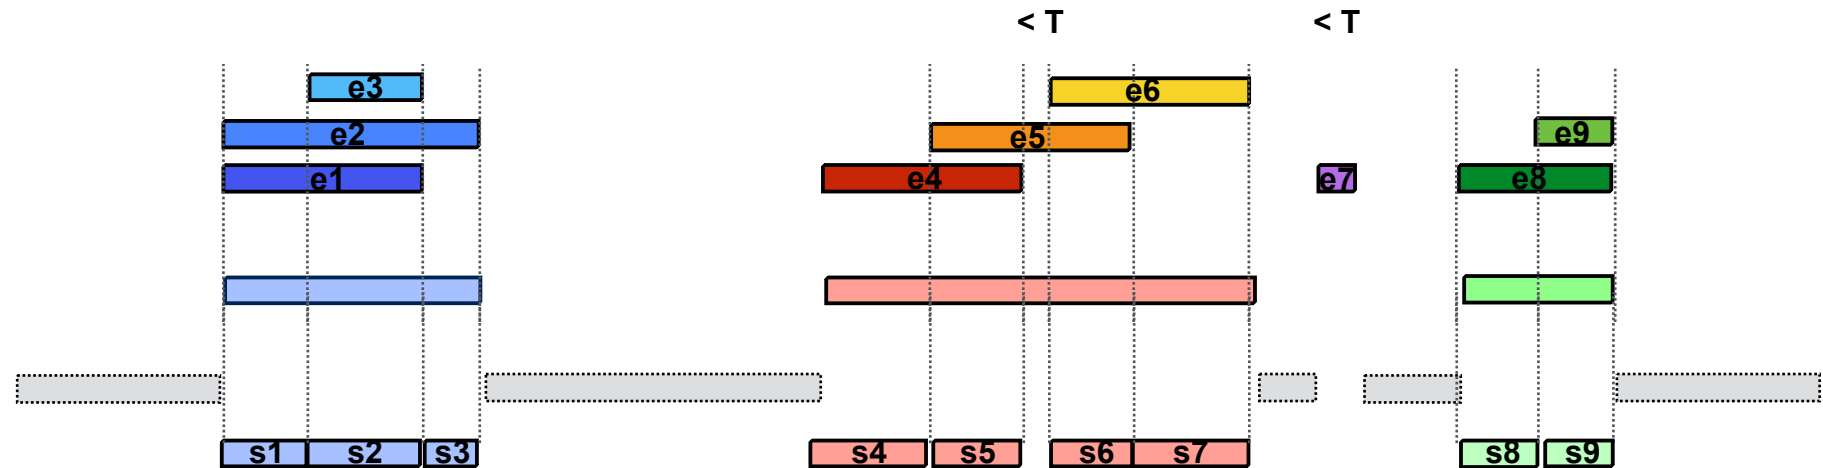 < T < T
e3 e6
e2 e5 e9
e1 e4 e7 e8
s1 s2 s3 s4 s5 s6 s7 s8 s9